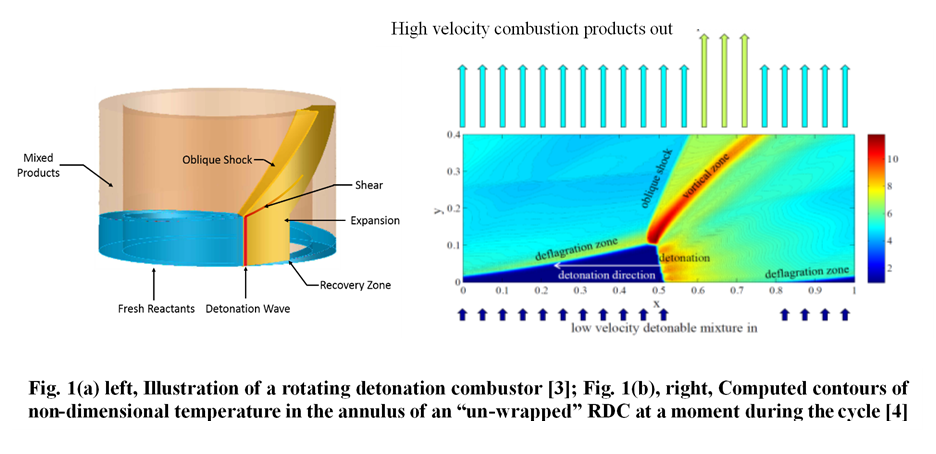 High velocity combustion products out
Mixed
Products
Oblique Shock
Shear
Expansion
Recovery Zone
Fresh Reactants
Detonation Wave
0.4
0.3
0.2
0.1
0
y
oblique shock
vortical zone
deflagration zone
detonation
detonation direction
deflagration zone
0
0.1
0.2
0.3
0.4
0.5
0.6
0.7
0.8
0.9
1
x
10
8
6
4
2
low velocity detonable mixture in
Fig. 1(a) left, Illustration of a rotating detonation combustor [3]; Fig. 1(b), right, Computed contours of
non-dimensional temperature in the annulus of an “un-wrapped” RDC at a moment during the cycle [4]